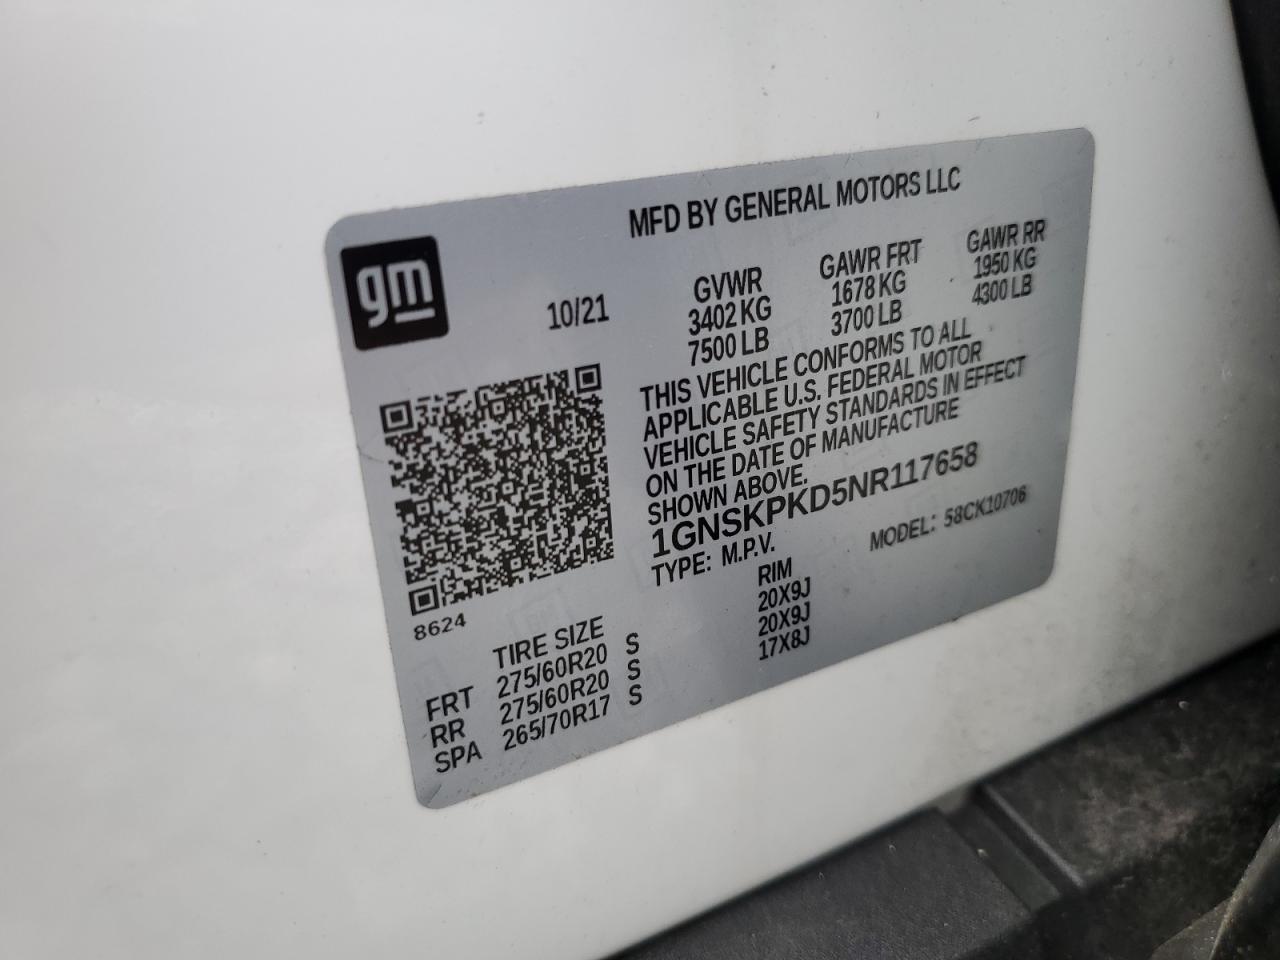 MFD BY GENERAL MOTORS LLC
gm
10/21
GVWR
3402 KG
7500 LB
GAWR FRT
1678 KG
3700 LB
GAWR RR
1950 KG
4300 LB
THIS VEHICLE CONFORMS TO ALL
APPLICABLE U.S. FEDERAL MOTOR
VEHICLE SAFETY STANDARDS IN EFFECT
ON THE DATE OF MANUFACTURE
SHOWN ABOVE.
1GNSKPKD5NR117658
TYPE: M.P.V.
MODEL: 58CK10706
8624
TIRE SIZE RIM
FRT 275/60R20 S 20X9J
RR 275/60R20 S 20X9J
SPA 265/70R17 S 17X8J